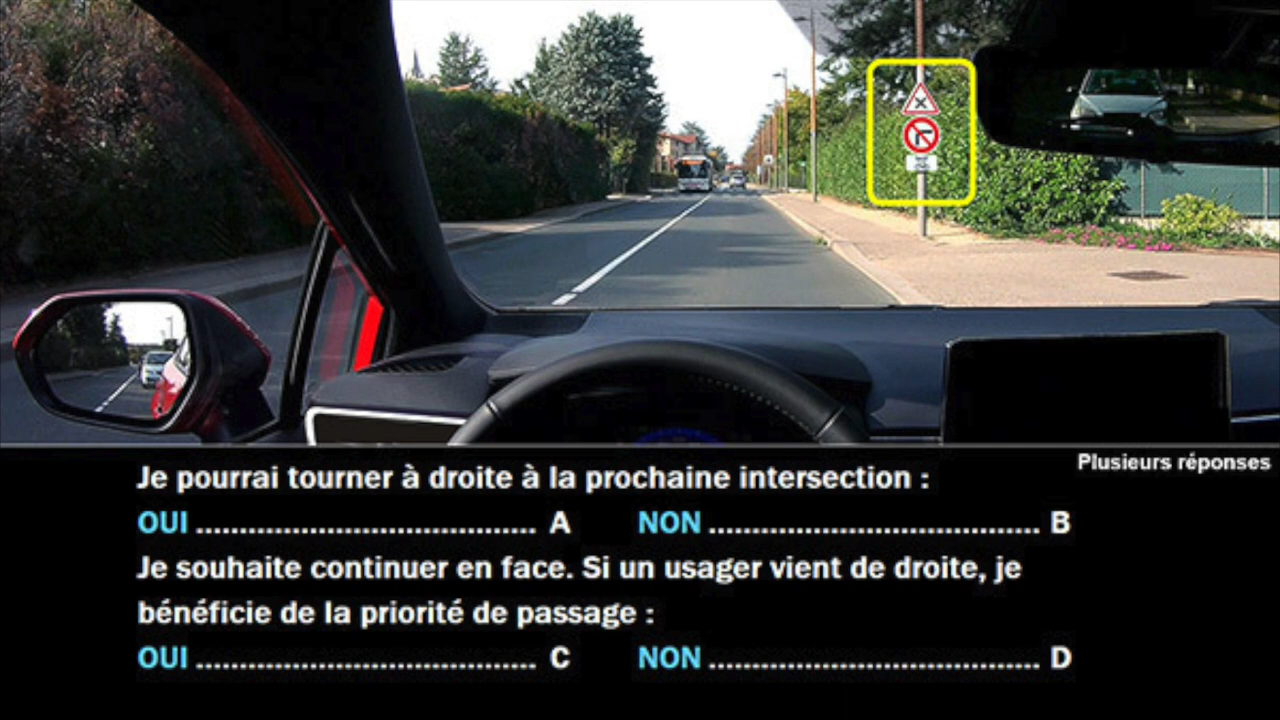 Plusieurs réponses
Je pourrai tourner à droite à la prochaine intersection :
OUI ....................................... A NON ...................................... B
Je souhaite continuer en face. Si un usager vient de droite, je
bénéficie de la priorité de passage :
OUI ....................................... C NON ...................................... D